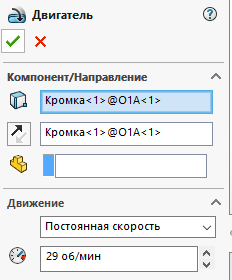 Двигатель
Компонент/Направление
Кромка<1>@O1A<1>
Кромка<1>@O1A<1>
Движение
Постоянная скорость
29 об/мин